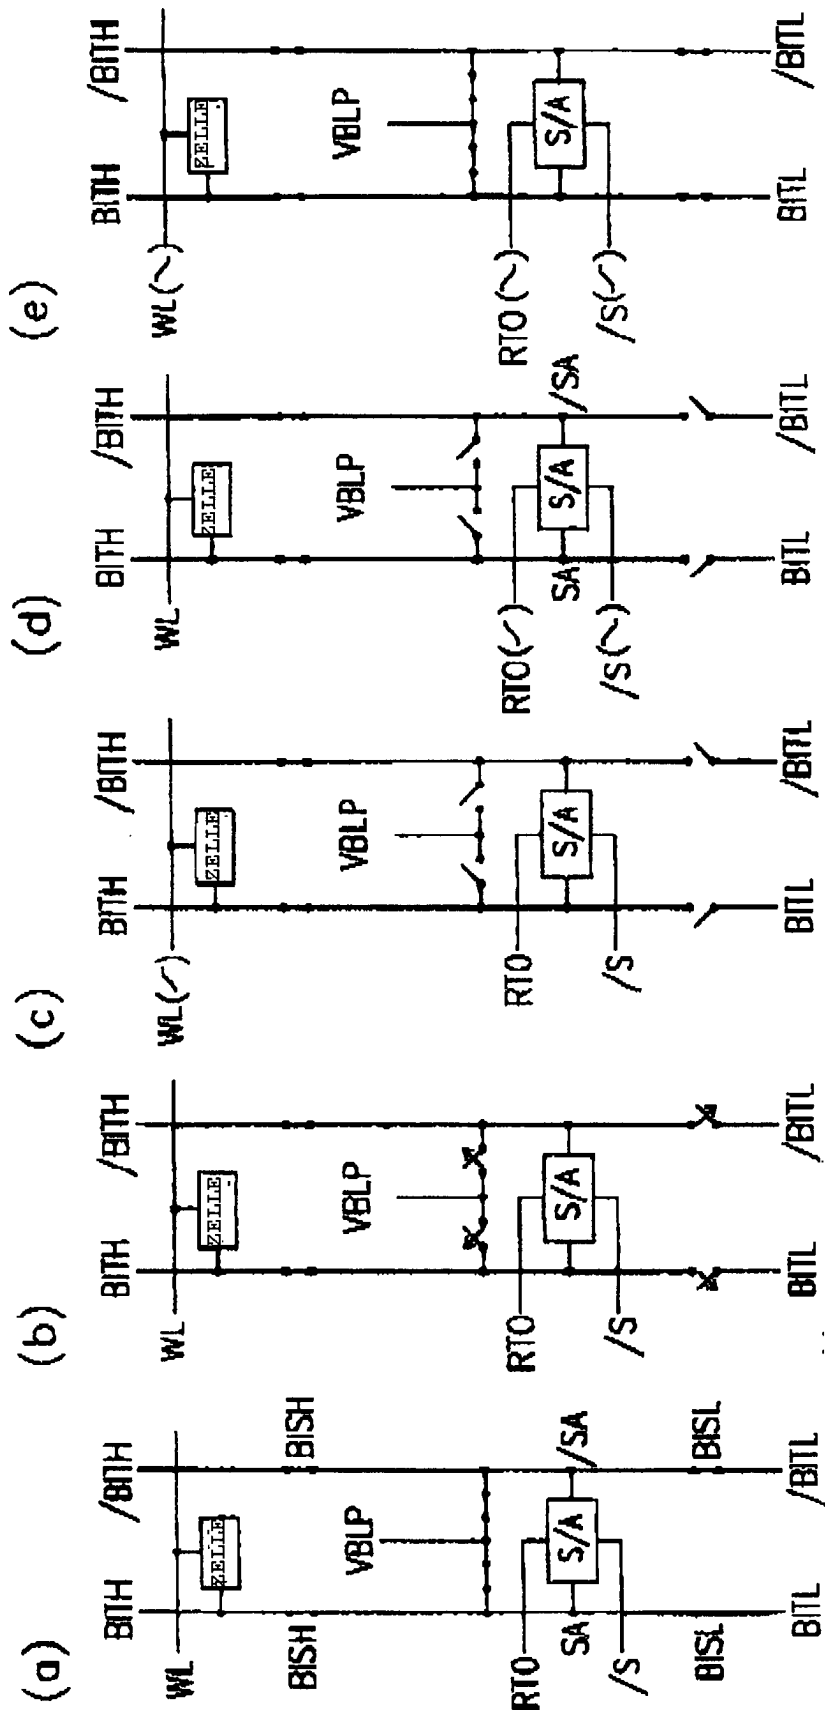 (a)
BITH /BITH
WL
ZELLE
BISH BISH
VBLP
RTO
S/A
SA /SA
/S
BISL BISL
BITL /BITL
(b)
BITH /BITH
WL
ZELLE
VBLP
RTO
S/A
/S
BITL /BITL
(c)
BITH /BITH
WL(⁄)
ZELLE
VBLP
RTO
S/A
/S
BITL /BITL
(d)
BITH /BITH
WL
ZELLE
VBLP
RTO(⁄)
S/A
SA /SA
/S(~)
BITL /BITL
(e)
BITH /BITH
WL(~)
ZELLE
VBLP
RTO(~)
S/A
/S(⁄)
BITL /BITL